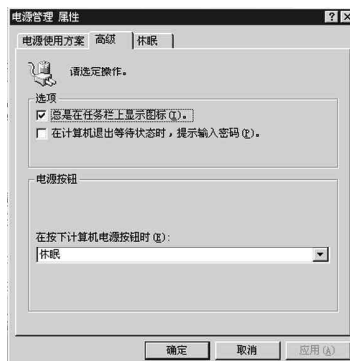 电源管理 属性
电源使用方案 高级 休眠
请选定操作。
选项
总是在任务栏上显示图标(I)。
在计算机退出等待状态时,提示输入密码(P)。
电源按钮
在按下计算机电源按钮时(E):
休眠
确定 取消 应用(A)